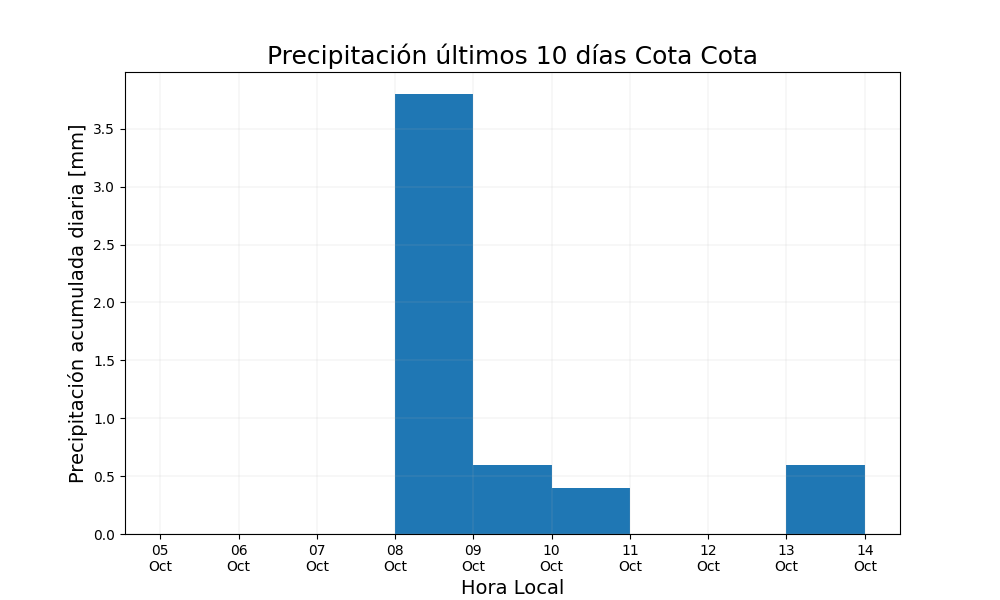 Precipitación últimos 10 días Cota Cota
Precipitación acumulada diaria [mm]
3.5
3.0
2.5
2.0
1.5
1.0
0.5
0.0
05 06 07 08 09 10 11 12 13 14
Oct Oct Oct Oct Oct Oct Oct Oct Oct Oct
Hora Local